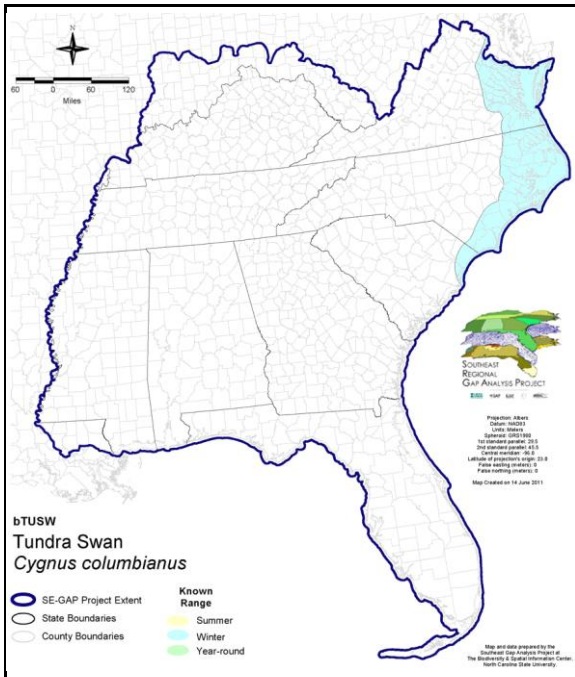 N
60 40 20 0 60 120
Miles
SOUTHEAST
REGIONAL
GAP ANALYSIS PROJECT
Projection: Albers
Datum: NAD83
Units: Meters
Spheroid: GRS1980
1st standard parallel: 29.5
2nd standard parallel: 45.5
Central meridian: -96.0
Latitude of projection's origin: 23.0
False easting (meters): 0
False northing (meters): 0
Map Created on 14 June 2011
bTUSW
Tundra Swan
Cygnus columbianus
SE-GAP Project Extent
State Boundaries
County Boundaries
Known
Range
Summer
Winter
Year-round
Map and data prepared by the
Southeast Gap Analysis Project at
The Biodiversity & Spatial Information Center,
North Carolina State University.